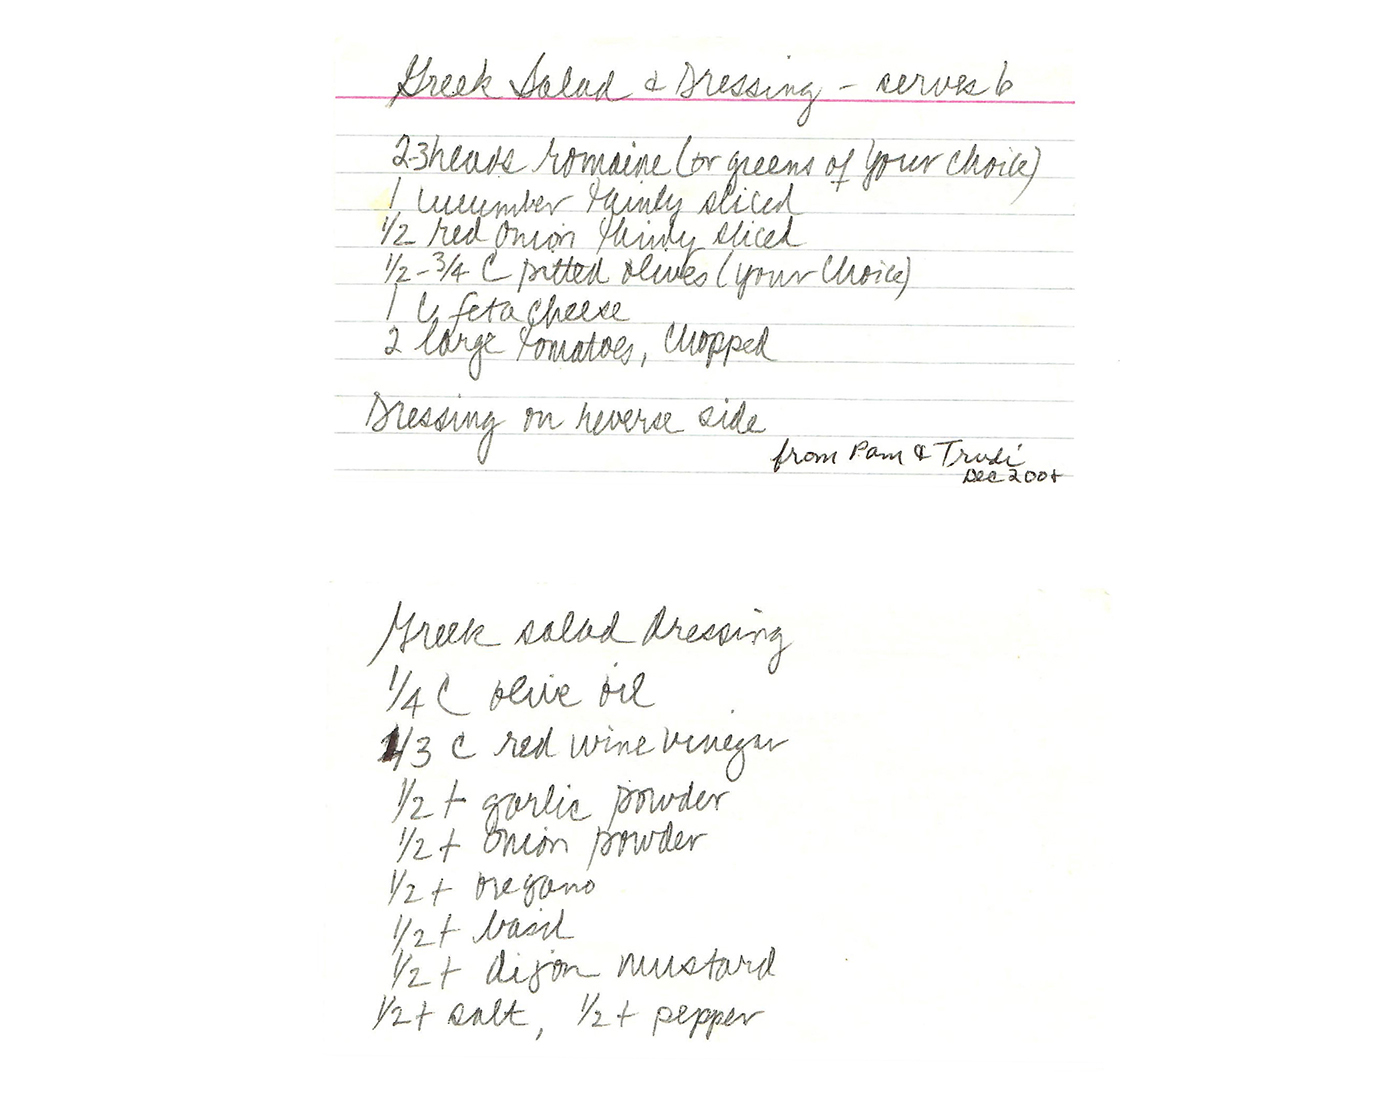 Greek Salad & Dressing - serves 6
2-3 heads romaine (or greens of your choice)
1 cucumber thinly sliced
1/2 red onion thinly sliced
1/2-3/4 C pitted olives (your choice)
1 C feta cheese
2 large tomatoes, chopped
Dressing on reverse side
from Pam & Trudi
Dec
Greek salad dressing
1/4 C olive oil
1/3 C red wine vinegar
1/2 t garlic powder
1/2 t onion powder
1/2 t oregano
1/2 t basil
1/2 t dijon mustard
1/2 t salt, 1/2 t pepper